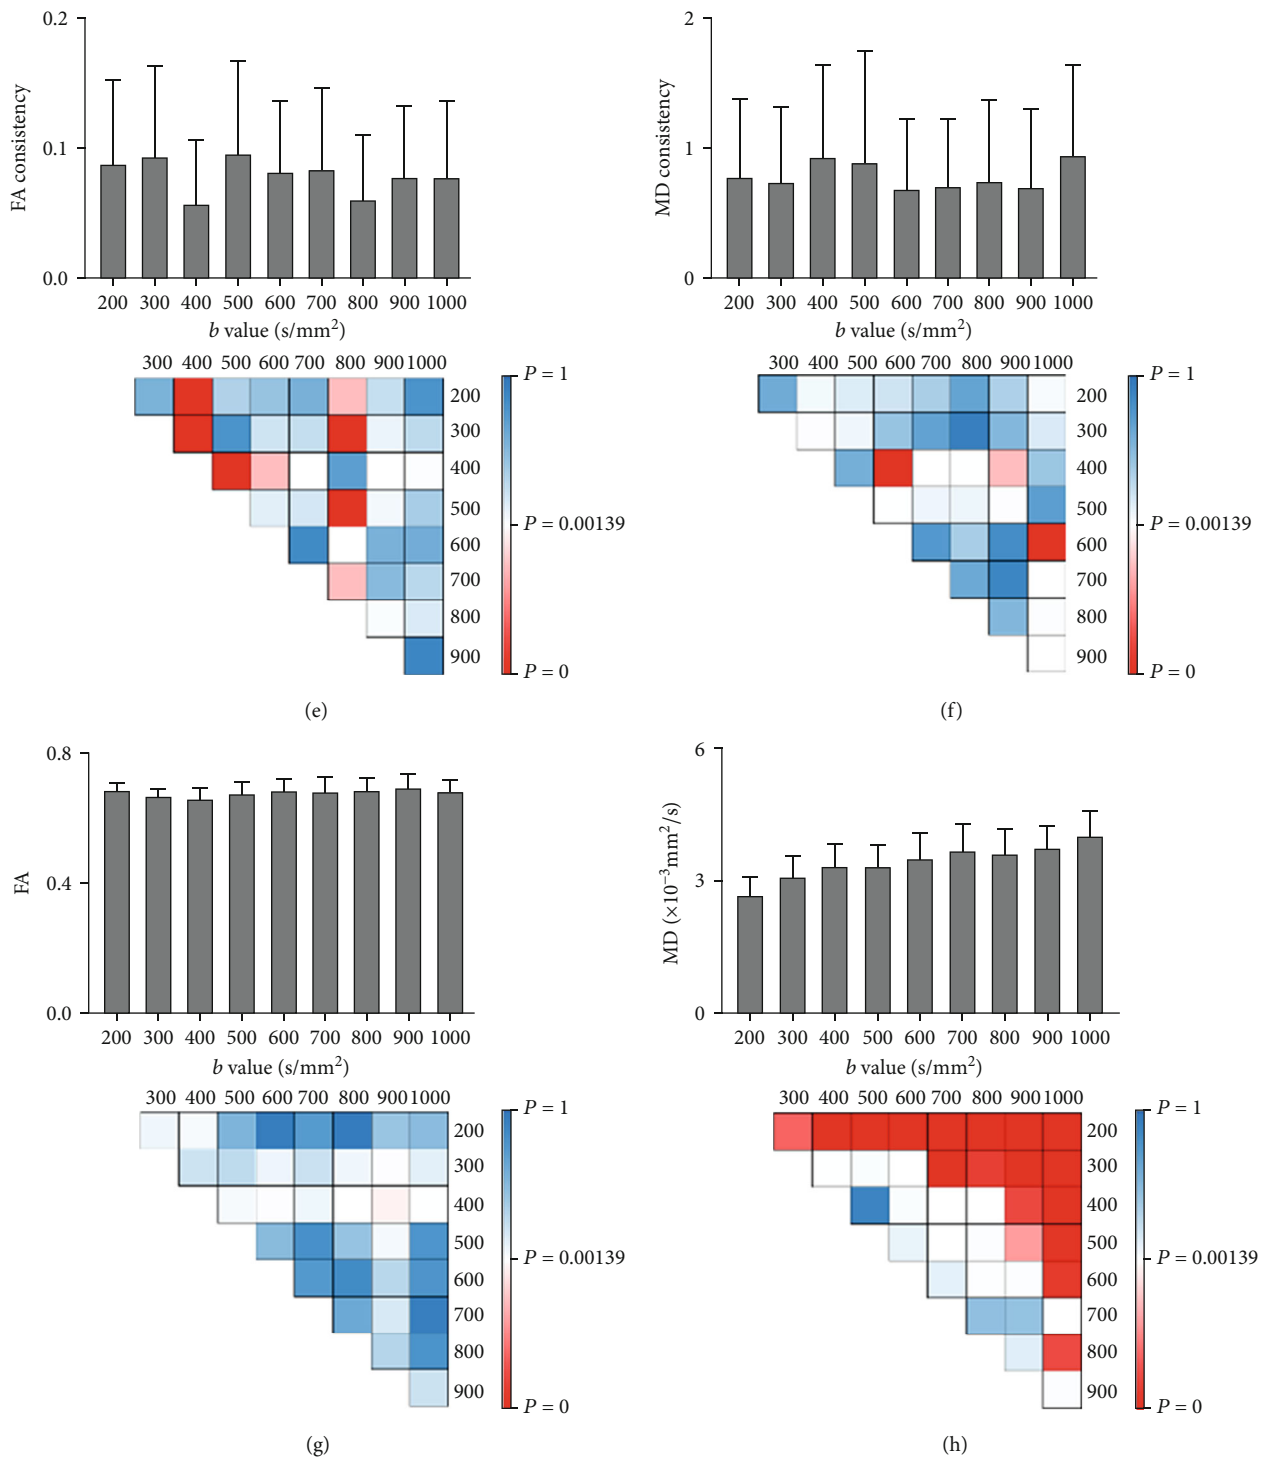 0.2
0.1
0.0
FA consistency
200 300 400 500 600 700 800 900 1000
b value (s/mm²)
300 400 500 600 700 800 900 1000
200
300
400
500
600
700
800
900
P = 1
P = 0.00139
P = 0
(e)
2
1
0
MD consistency
200 300 400 500 600 700 800 900 1000
b value (s/mm²)
300 400 500 600 700 800 900 1000
200
300
400
500
600
700
800
900
P = 1
P = 0.00139
P = 0
(f)
0.8
0.4
0.0
FA
200 300 400 500 600 700 800 900 1000
b value (s/mm²)
300 400 500 600 700 800 900 1000
200
300
400
500
600
700
800
900
P = 1
P = 0.00139
P = 0
(g)
6
3
0
MD (×10⁻³mm²/s)
200 300 400 500 600 700 800 900 1000
b value (s/mm²)
300 400 500 600 700 800 900 1000
200
300
400
500
600
700
800
900
P = 1
P = 0.00139
P = 0
(h)